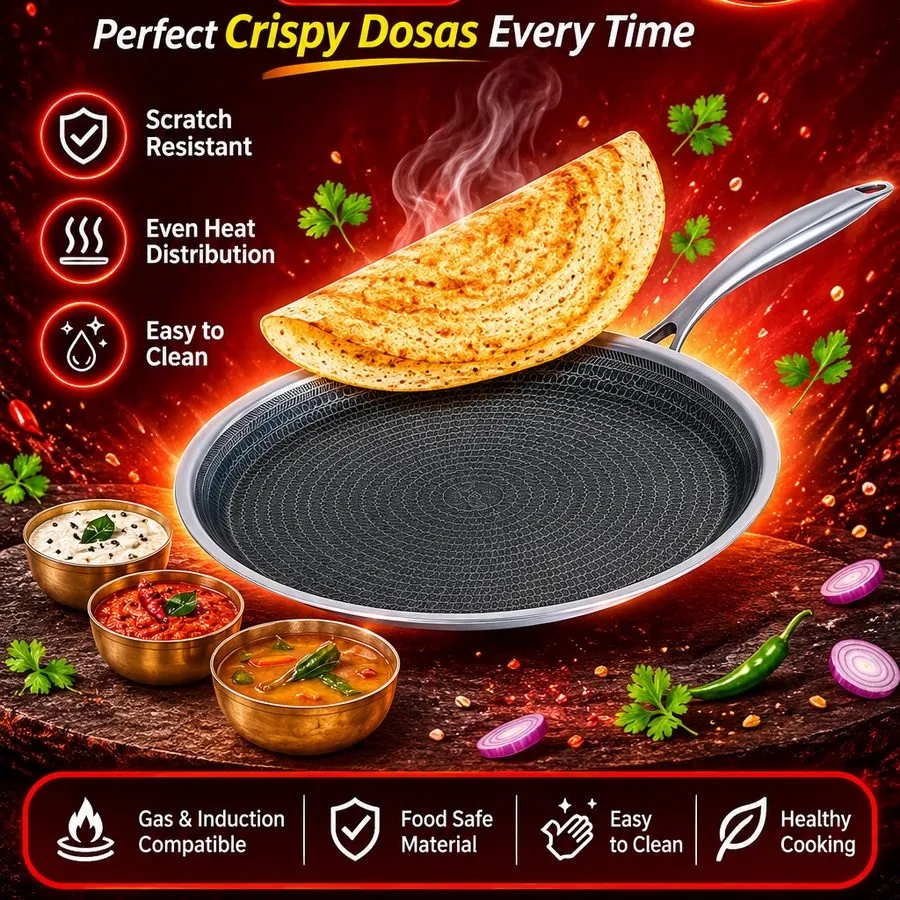 Perfect Crispy Dosas Every Time
Scratch
Resistant
Even Heat
Distribution
Easy to
Clean
Gas & Induction
Compatible
Food Safe
Material
Easy
to Clean
Healthy
Cooking